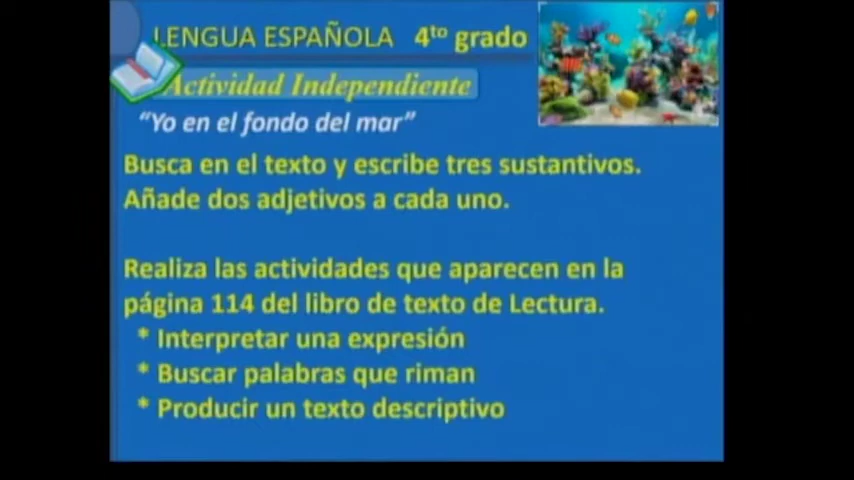 LENGUA ESPAÑOLA 4to grado
Actividad Independiente
"Yo en el fondo del mar"
Busca en el texto y escribe tres sustantivos.
Añade dos adjetivos a cada uno.
Realiza las actividades que aparecen en la
página 114 del libro de texto de Lectura.
* Interpretar una expresión
* Buscar palabras que riman
* Producir un texto descriptivo